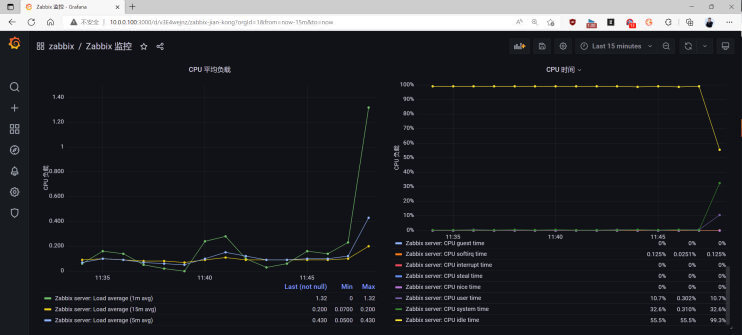 Zabbix 监控 - Grafana
不安全 | 10.0.0.100:3000/d/x3E4wejnz/zabbix-jian-kong?orgId=1&from=now-15m&to=now
zabbix / Zabbix 监控
Last 15 minutes
CPU 平均负载
CPU 负载
1.40
1.20
1
0.800
0.600
0.400
0.200
0
11:35 11:40 11:45
Last (not null) Min Max
Zabbix server: Load average (1m avg) 1.32 0 1.32
Zabbix server: Load average (15m avg) 0.200 0.0700 0.200
Zabbix server: Load average (5m avg) 0.430 0.0500 0.430
CPU 时间
CPU 负载
100%
90%
80%
70%
60%
50%
40%
30%
20%
10%
0%
11:35 11:40 11:45
Zabbix server: CPU guest time 0% 0% 0%
Zabbix server: CPU softirq time 0.125% 0.0251% 0.125%
Zabbix server: CPU interrupt time 0% 0% 0%
Zabbix server: CPU steal time 0% 0% 0%
Zabbix server: CPU nice time 0% 0% 0%
Zabbix server: CPU user time 10.7% 0.302% 10.7%
Zabbix server: CPU system time 32.6% 0.310% 32.6%
Zabbix server: CPU idle time 55.5% 55.5% 99.3%